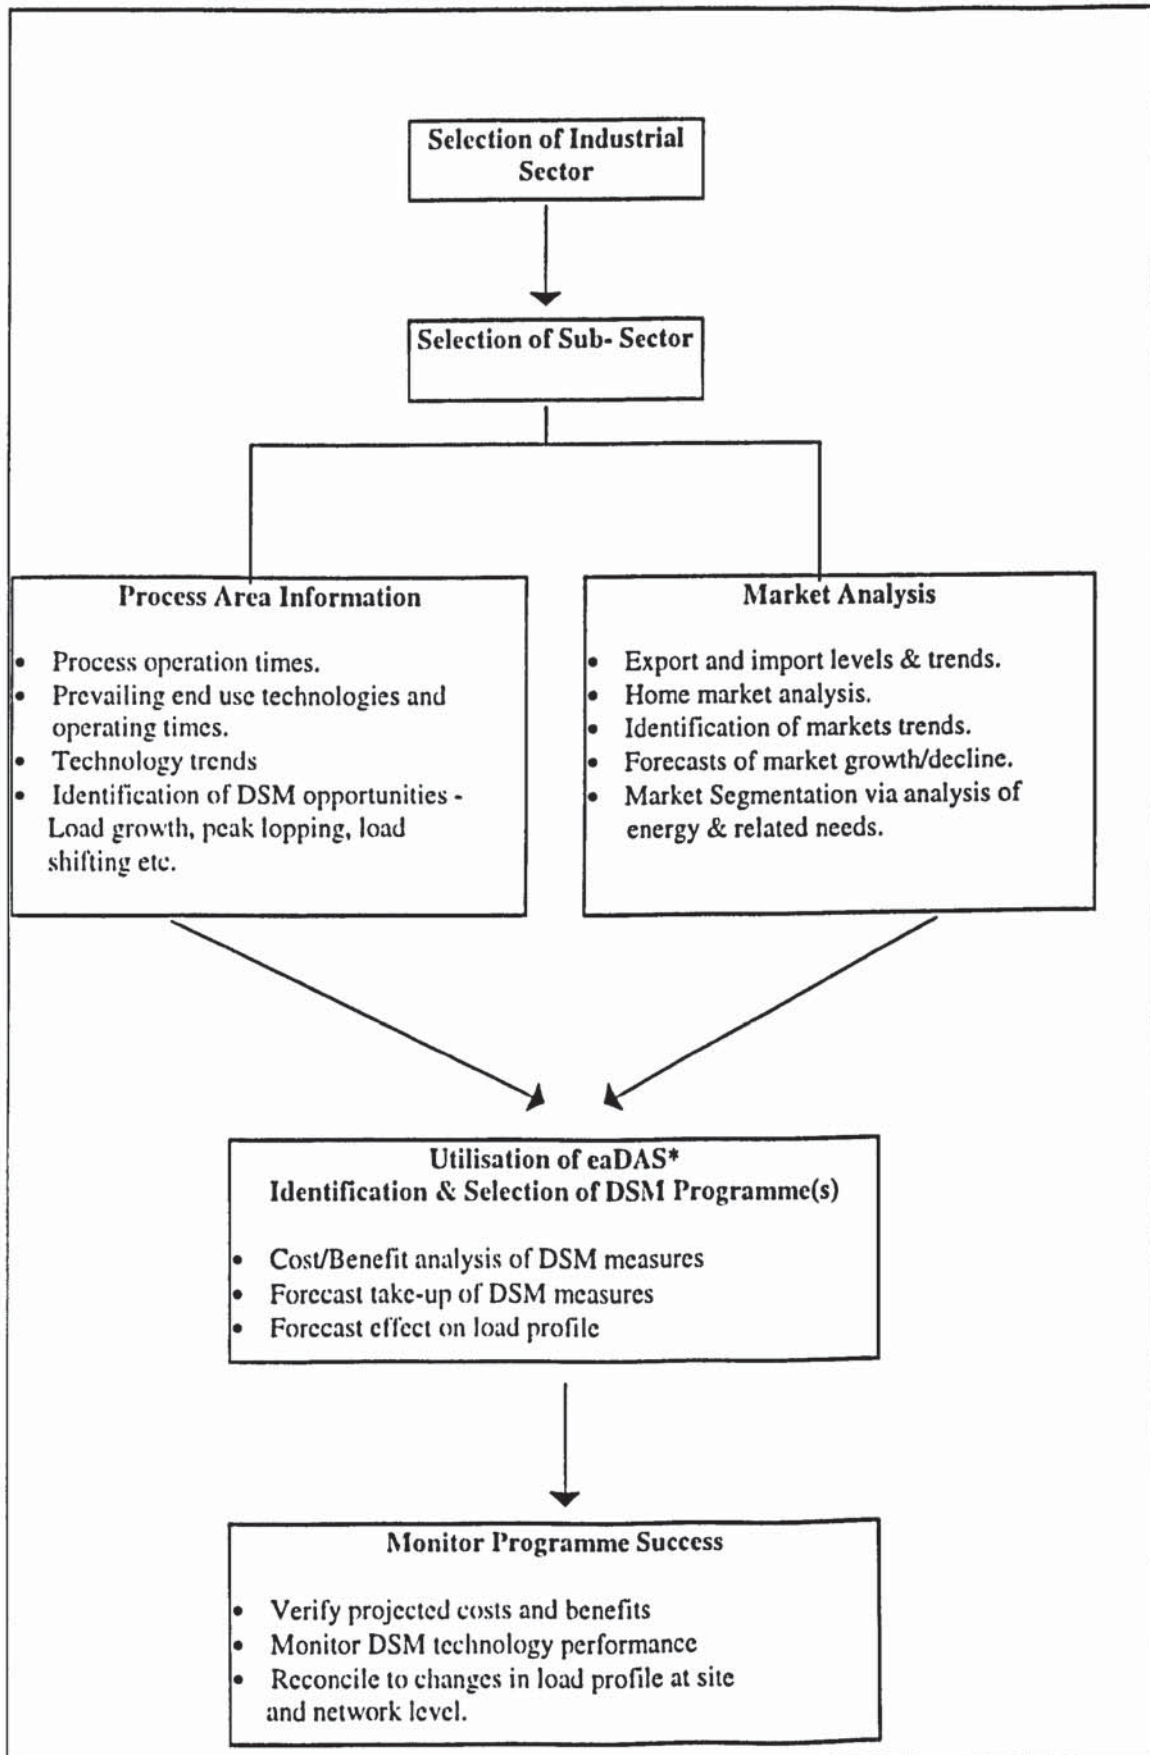 Selection of Industrial
Sector
Selection of Sub- Sector
Process Area Information
• Process operation times.
• Prevailing end use technologies and
operating times.
• Technology trends
• Identification of DSM opportunities -
Load growth, peak lopping, load
shifting etc.
Market Analysis
• Export and import levels & trends.
• Home market analysis.
• Identification of markets trends.
• Forecasts of market growth/decline.
• Market Segmentation via analysis of
energy & related needs.
Utilisation of eaDAS*
Identification & Selection of DSM Programme(s)
• Cost/Benefit analysis of DSM measures
• Forecast take-up of DSM measures
• Forecast effect on load profile
Monitor Programme Success
• Verify projected costs and benefits
• Monitor DSM technology performance
• Reconcile to changes in load profile at site
and network level.